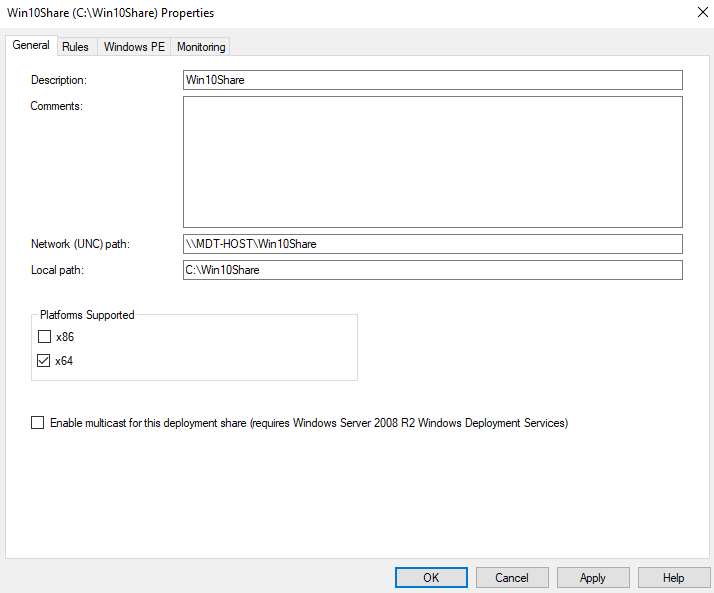 Win10Share (C:\Win10Share) Properties
General Rules Windows PE Monitoring
Description: Win10Share
Comments:
Network (UNC) path: \\MDT-HOST\Win10Share
Local path: C:\Win10Share
Platforms Supported
x86
x64
Enable multicast for this deployment share (requires Windows Server 2008 R2 Windows Deployment Services)
OK Cancel Apply Help